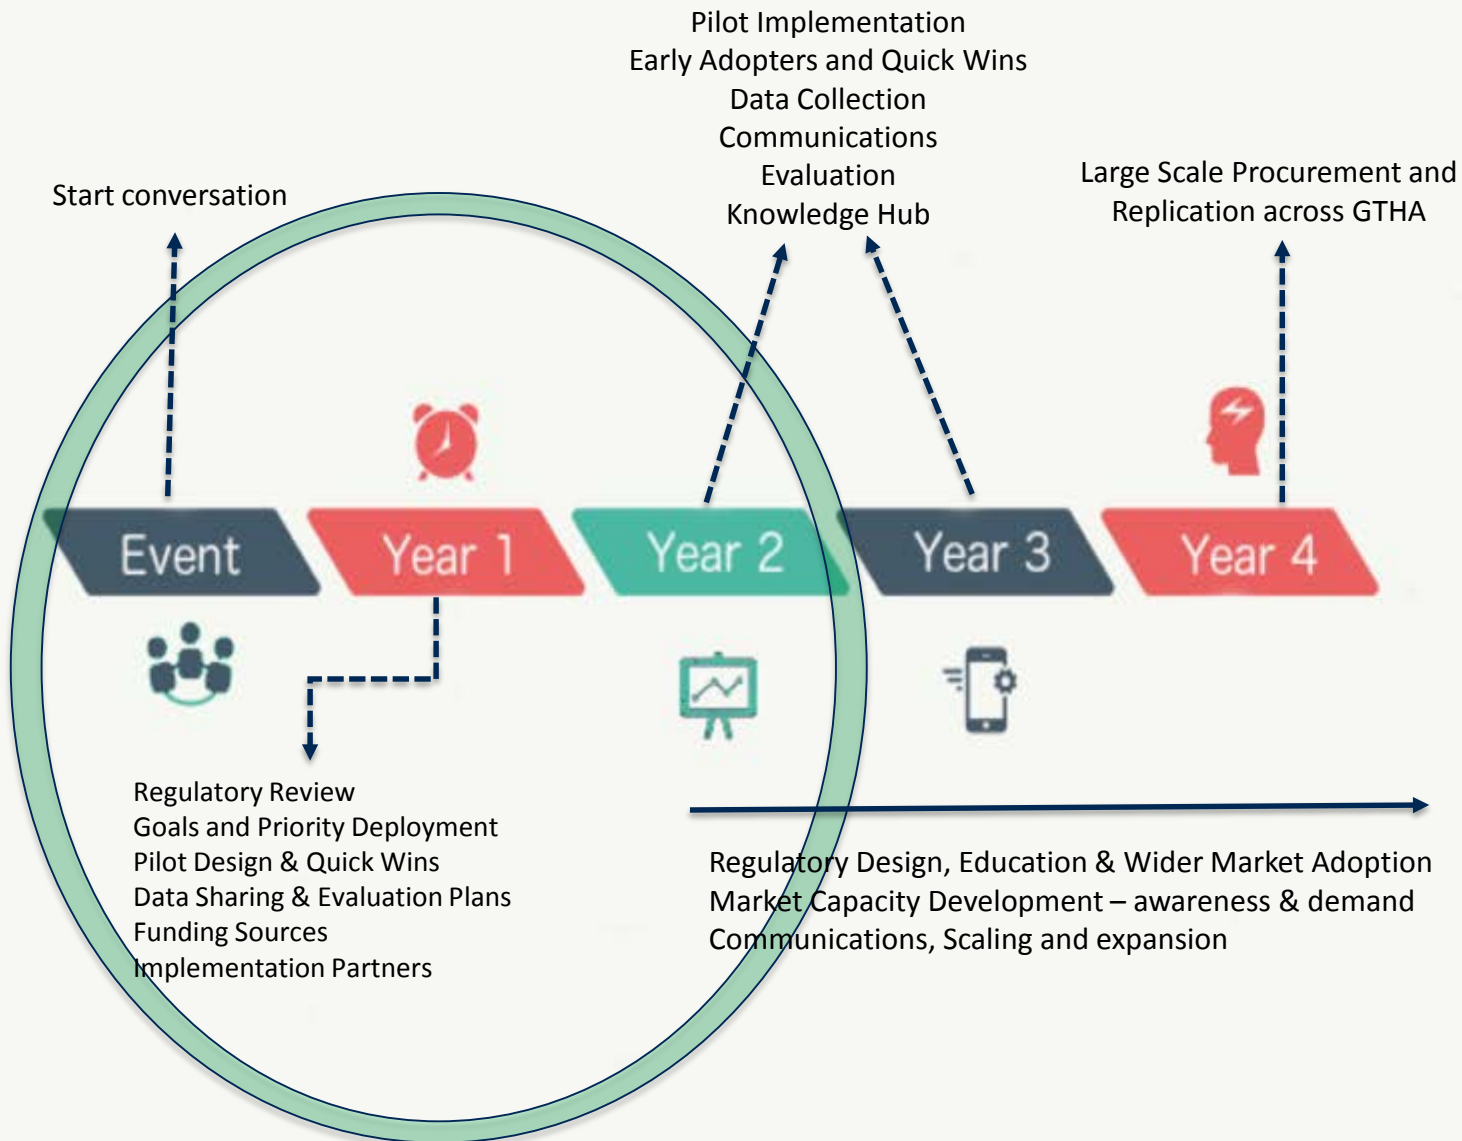 Pilot Implementation
Early Adopters and Quick Wins
Data Collection
Communications
Evaluation
Knowledge Hub
Start conversation
Large Scale Procurement and
Replication across GTHA
Event
Year 1
Year 2
Year 3
Year 4
Regulatory Review
Goals and Priority Deployment
Pilot Design & Quick Wins
Data Sharing & Evaluation Plans
Funding Sources
Implementation Partners
Regulatory Design, Education & Wider Market Adoption
Market Capacity Development – awareness & demand
Communications, Scaling and expansion